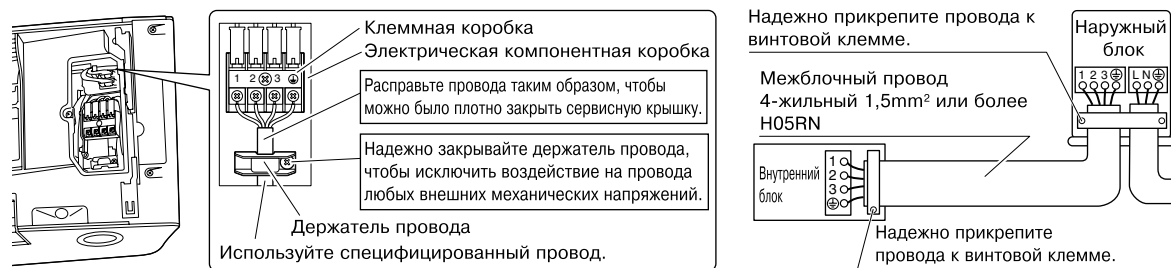 Клеммная коробка
Электрическая компонентная коробка
1 2 3
Расправьте провода таким образом, чтобы
можно было плотно закрыть сервисную крышку.
Надежно закрывайте держатель провода,
чтобы исключить воздействие на провода
любых внешних механических напряжений.
Держатель провода
Используйте специфицированный провод.
Надежно прикрепите провода к
винтовой клемме.
Наружный
блок
1 2 3 L N
Межблочный провод
4-жильный 1,5mm² или более
H05RN
Внутренний
блок
1
2
3
Надежно прикрепите
провода к винтовой клемме.